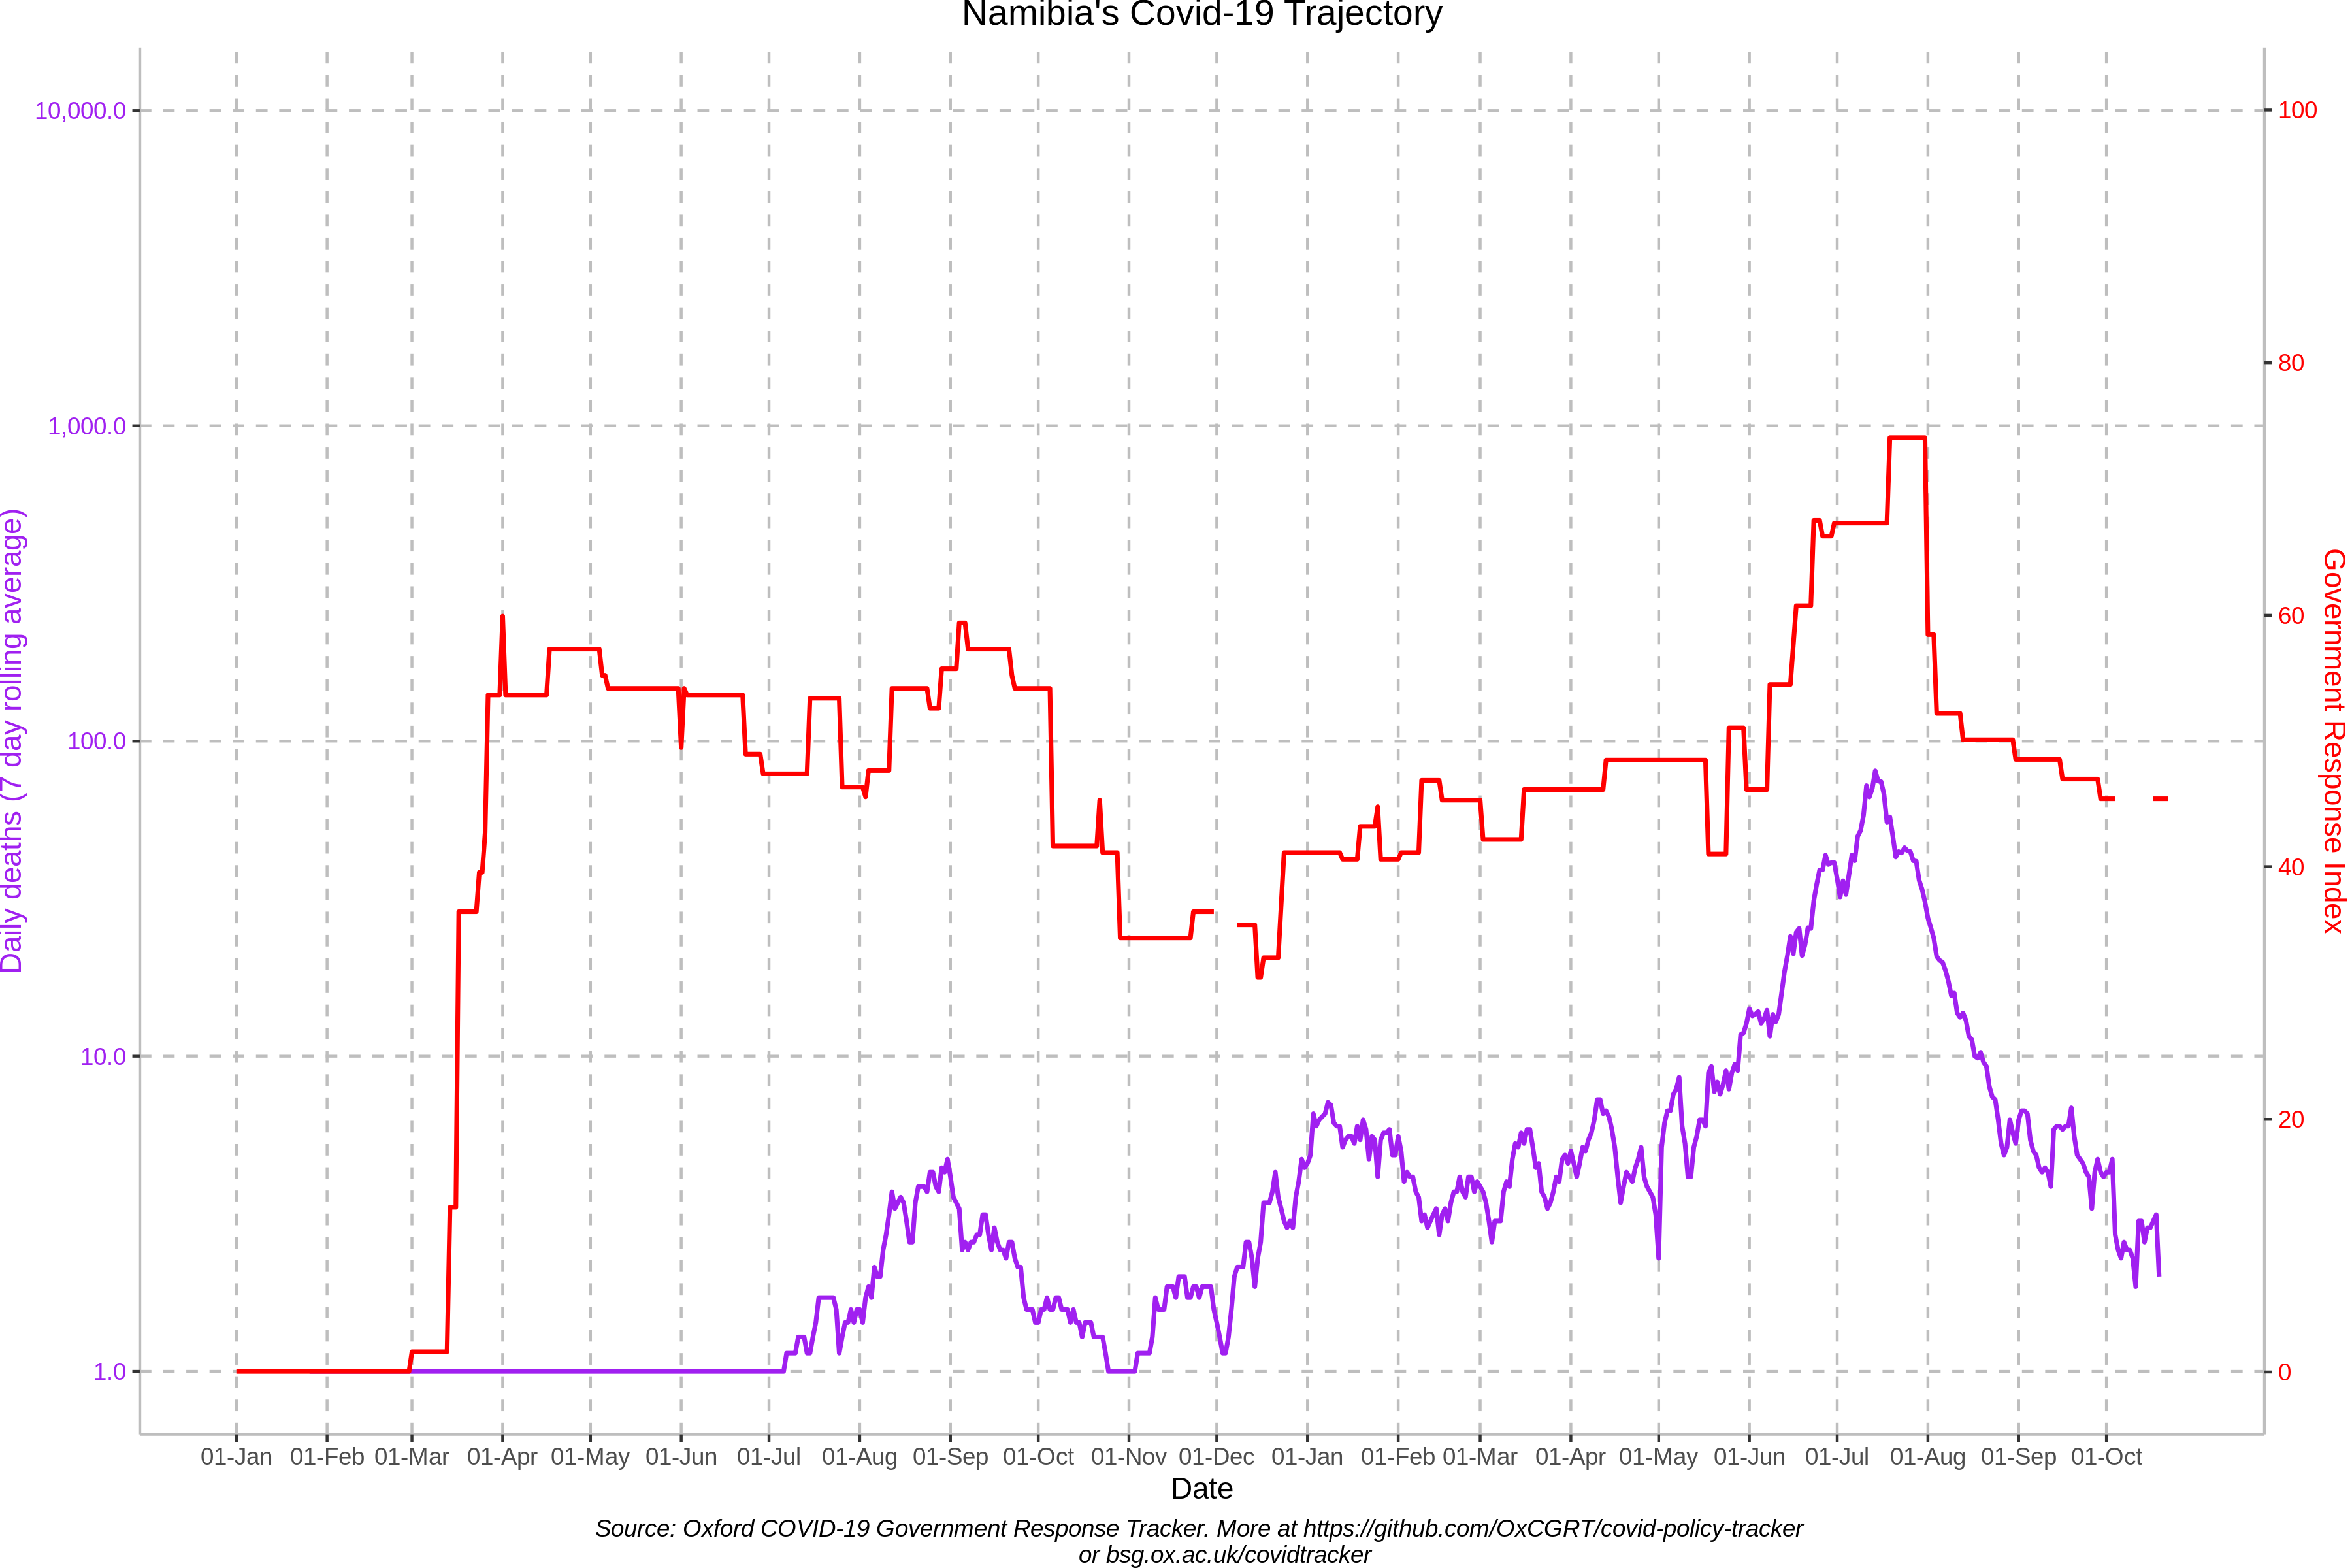 Namibia's Covid-19 Trajectory
10,000.0
1,000.0
100.0
10.0
1.0
Daily deaths (7 day rolling average)
100
80
60
40
20
0
Government Response Index
01-Jan 01-Feb 01-Mar 01-Apr 01-May 01-Jun 01-Jul 01-Aug 01-Sep 01-Oct 01-Nov 01-Dec 01-Jan 01-Feb 01-Mar 01-Apr 01-May 01-Jun 01-Jul 01-Aug 01-Sep 01-Oct
Date
Source: Oxford COVID-19 Government Response Tracker. More at https://github.com/OxCGRT/covid-policy-tracker
or bsg.ox.ac.uk/covidtracker